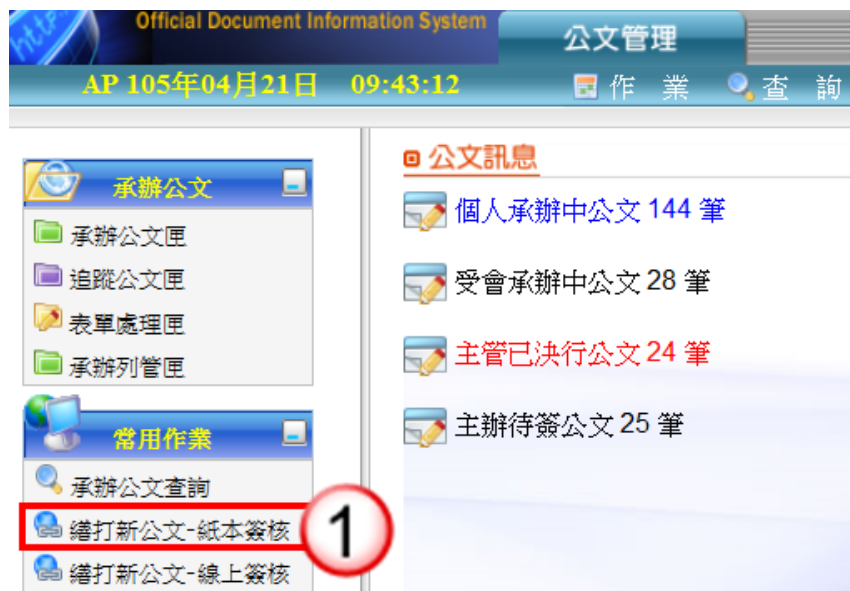 http
Official Document Information System
公文管理
AP 105年04月21日 09:43:12
作 業 查 詢
承辦公文
承辦公文匣
追蹤公文匣
表單處理匣
承辦列管匣
常用作業
承辦公文查詢
繕打新公文-紙本簽核
繕打新公文-線上簽核
1
公文訊息
個人承辦中公文 144 筆
受會承辦中公文 28 筆
主管已決行公文 24 筆
主辦待簽公文 25 筆